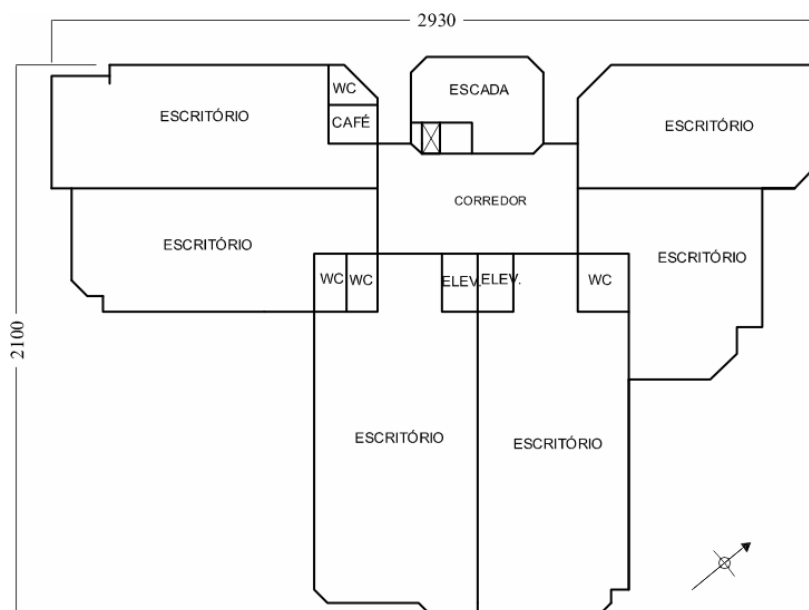 2930
WC
ESCADA
ESCRITÓRIO
CAFÉ
ESCRITÓRIO
CORREDOR
ESCRITÓRIO
ESCRITÓRIO
WC WC
ELEV. ELEV.
WC
2100
ESCRITÓRIO
ESCRITÓRIO